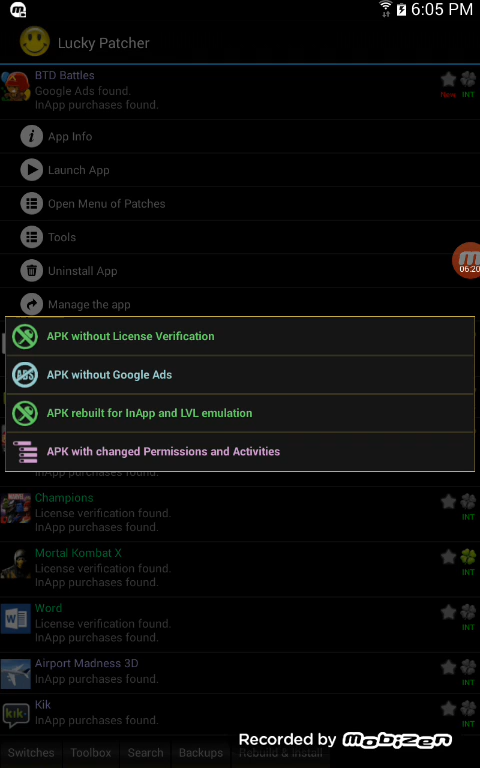 6:05 PM
Lucky Patcher
BTD Battles
Google Ads found.
InApp purchases found.
New INT
App Info
Launch App
Open Menu of Patches
Tools
06:20
Uninstall App
Manage the app
APK without License Verification
ADS
APK without Google Ads
APK rebuilt for InApp and LVL emulation
APK with changed Permissions and Activities
InApp purchases found.
Champions
License verification found.
InApp purchases found.
INT
Mortal Kombat X
License verification found.
InApp purchases found.
INT
Word
License verification found.
InApp purchases found.
INT
Airport Madness 3D
InApp purchases found.
INT
Kik
InApp purchases found.
INT
kik
Recorded by mobizen
Switches Toolbox Search Backups Rebuild & Install